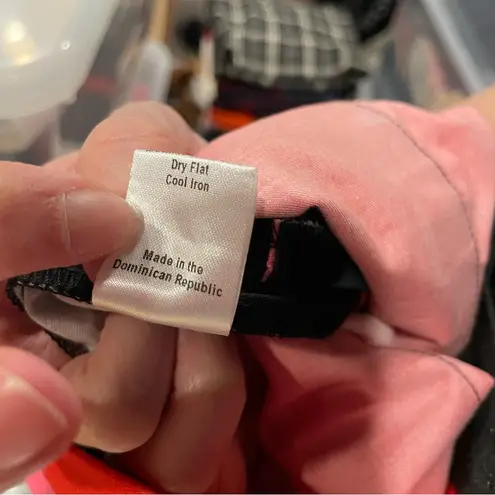 Dry Flat
Cool Iron
Made in the
Dominican Republic